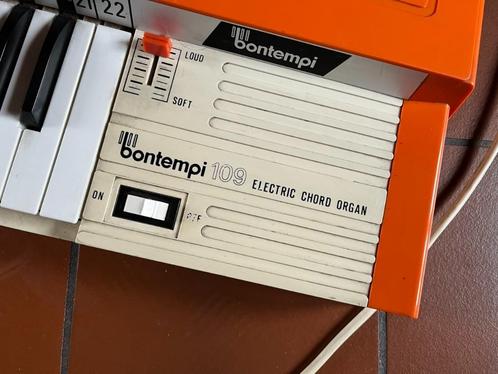 21 22
bontempi
LOUD
SOFT
bontempi 109 ELECTRIC CHORD ORGAN
ON
OFF